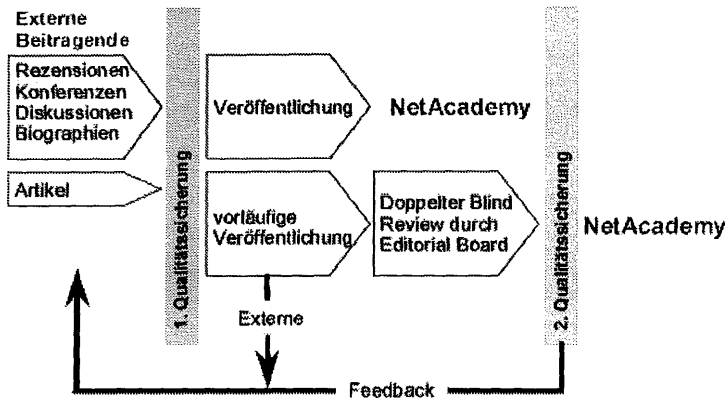 Externe
Beitragende
Rezensionen
Konferenzen
Diskussionen
Biographien
Artikel
1. Qualitätssicherung
Veröffentlichung
NetAcademy
vorläufige
Veröffentlichung
Doppelter Blind
Review durch
Editorial Board
2. Qualitätssicherung
NetAcademy
Externe
Feedback